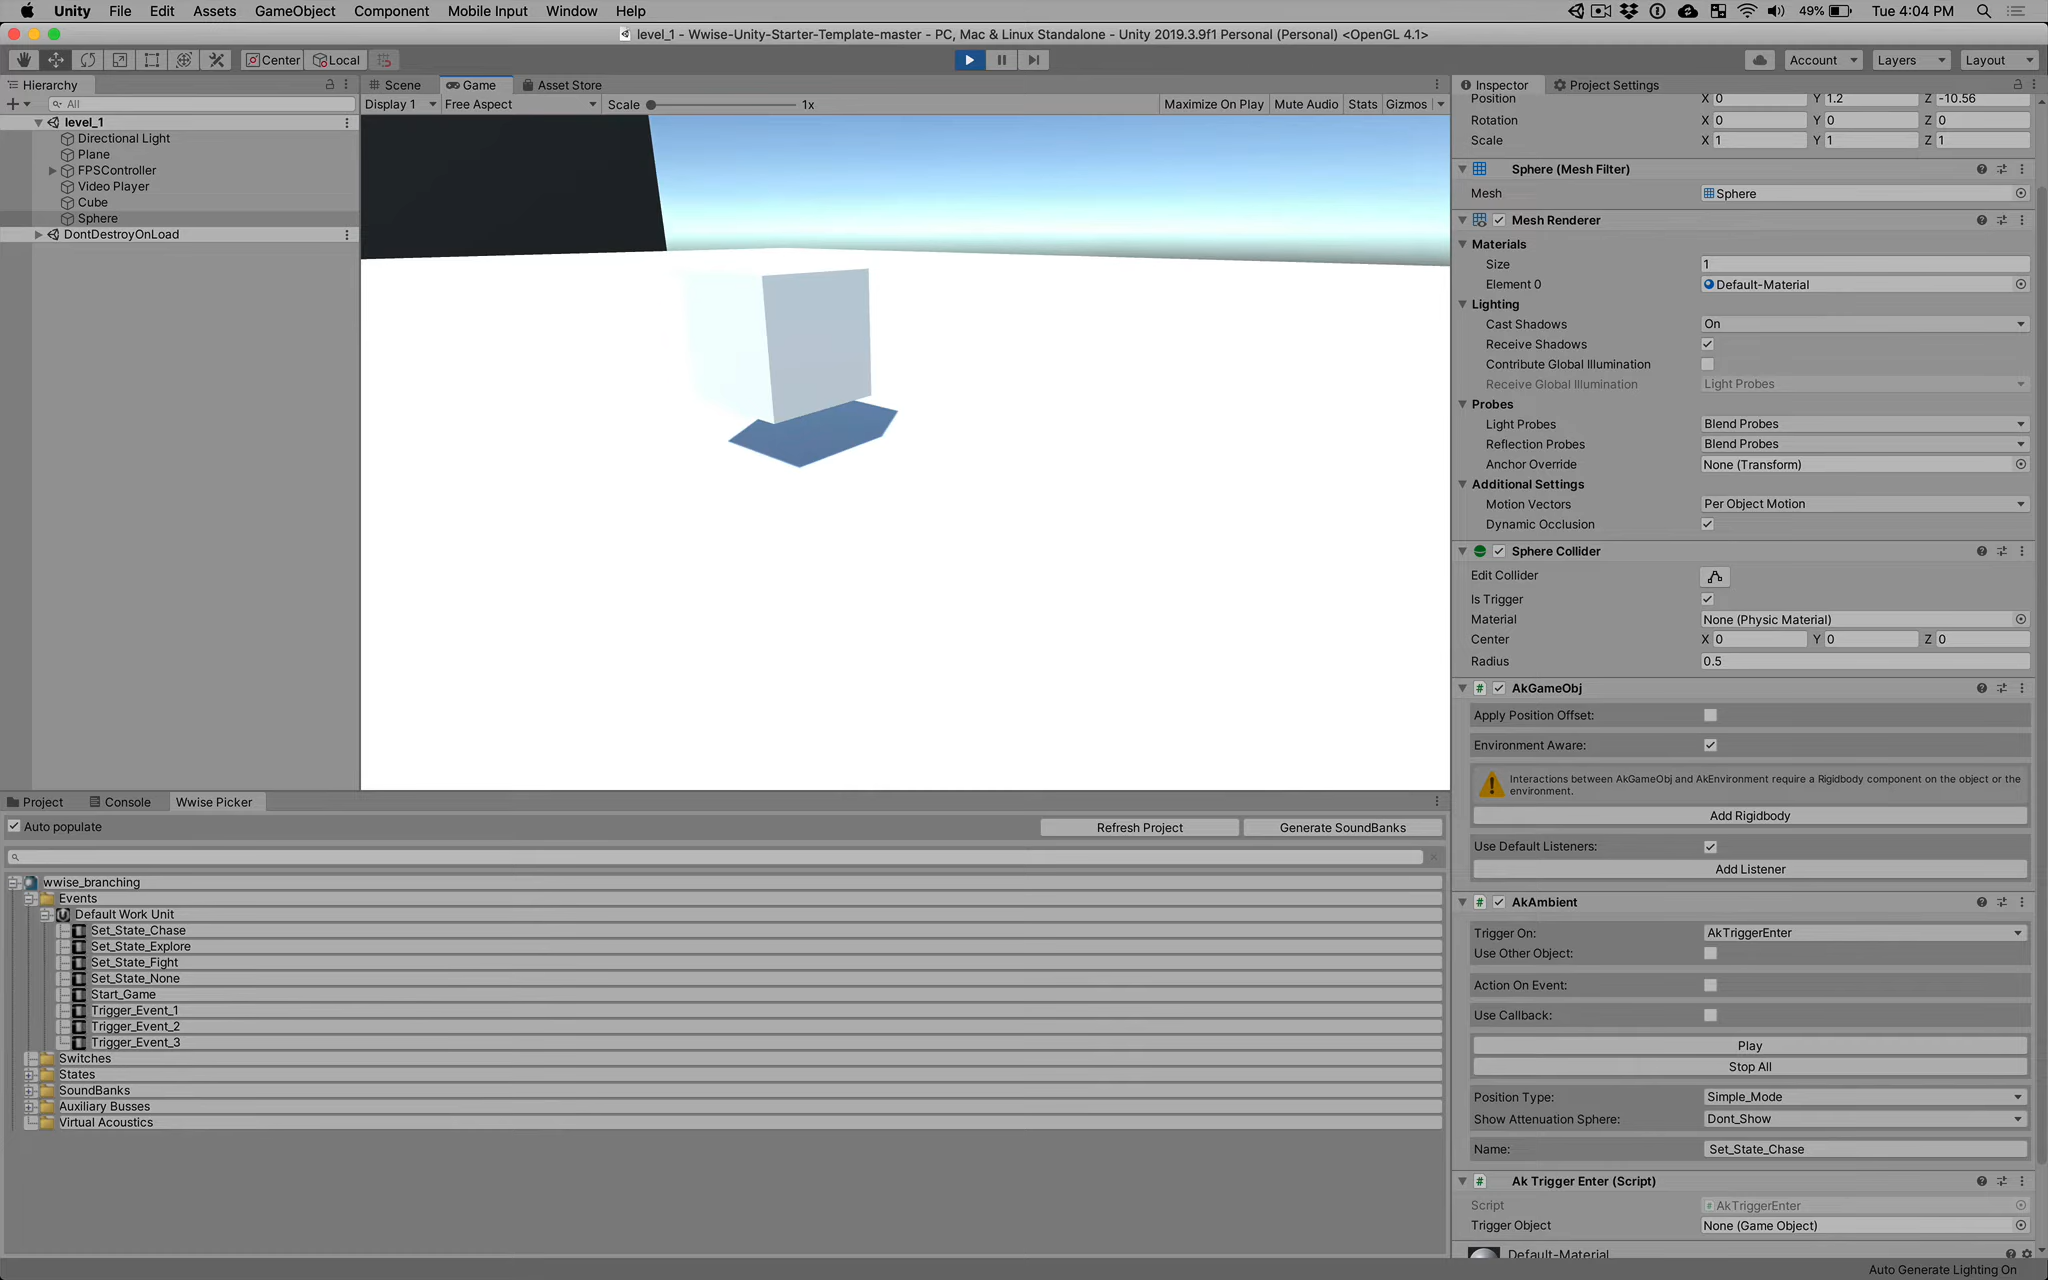 Unity File Edit Assets GameObject Component Mobile Input Window Help 49% Tue 4:04 PM
level_1 - Wwise-Unity-Starter-Template-master - PC, Mac & Linux Standalone - Unity 2019.3.9f1 Personal (Personal) <OpenGL 4.1>
Center Local Account Layers Layout
Hierarchy Scene Game Asset Store Inspector Project Settings
All Display 1 Free Aspect Scale 1x Maximize On Play Mute Audio Stats Gizmos
level_1
Directional Light
Plane
FPSController
Video Player
Cube
Sphere
DontDestroyOnLoad
Position X 0 Y 1.2 Z -10.56
Rotation X 0 Y 0 Z 0
Scale X 1 Y 1 Z 1
Sphere (Mesh Filter)
Mesh Sphere
Mesh Renderer
Materials
Size 1
Element 0 Default-Material
Lighting
Cast Shadows On
Receive Shadows
Contribute Global Illumination
Receive Global Illumination Light Probes
Probes
Light Probes Blend Probes
Reflection Probes Blend Probes
Anchor Override None (Transform)
Additional Settings
Motion Vectors Per Object Motion
Dynamic Occlusion
Sphere Collider
Edit Collider
Is Trigger
Material None (Physic Material)
Center X 0 Y 0 Z 0
Radius 0.5
AkGameObj
Apply Position Offset:
Environment Aware:
Interactions between AkGameObj and AkEnvironment require a Rigidbody component on the object or the
environment.
Add Rigidbody
Use Default Listeners:
Add Listener
AkAmbient
Trigger On: AkTriggerEnter
Use Other Object:
Action On Event:
Use Callback:
Play
Stop All
Position Type: Simple_Mode
Show Attenuation Sphere: Dont_Show
Name: Set_State_Chase
Ak Trigger Enter (Script)
Script AkTriggerEnter
Trigger Object None (Game Object)
Default-Material
Project Console Wwise Picker
Auto populate Refresh Project Generate SoundBanks
wwise_branching
Events
Default Work Unit
Set_State_Chase
Set_State_Explore
Set_State_Fight
Set_State_None
Start_Game
Trigger_Event_1
Trigger_Event_2
Trigger_Event_3
Switches
States
SoundBanks
Auxiliary Busses
Virtual Acoustics
Auto Generate Lighting On